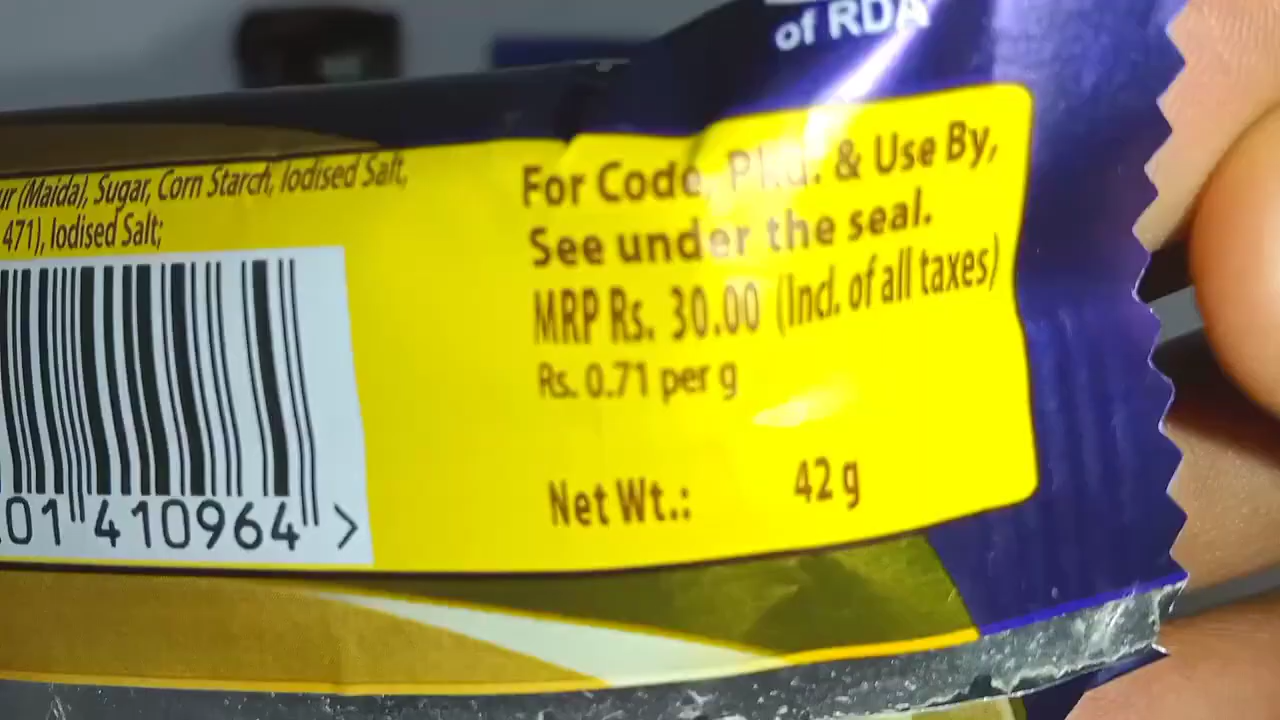 of RDA
ur (Maida), Sugar, Corn Starch, Iodised Salt,
471), Iodised Salt;
For Code, Pkd. & Use By,
See under the seal.
MRP Rs. 30.00 (Incl. of all taxes)
Rs. 0.71 per g
Net Wt.: 42 g
01 410964 >